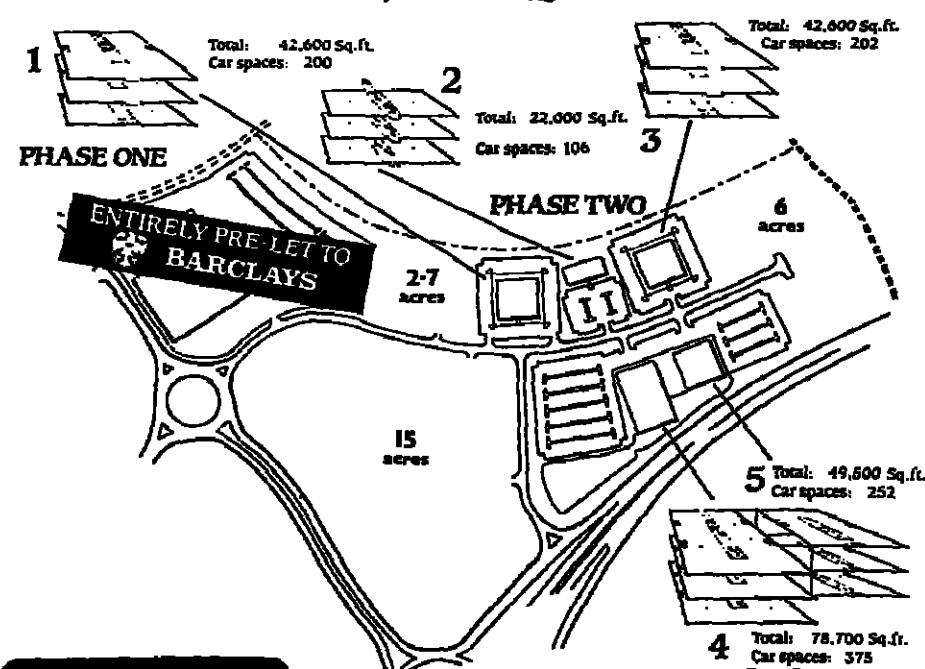 1
Total: 42,600 Sq.ft.
Car spaces: 200
2
Total: 22,000 Sq.ft.
Car spaces: 106
3
Total: 42,600 Sq.ft.
Car spaces: 202
PHASE ONE
ENTIRELY PRE-LET TO
BARCLAYS
PHASE TWO
2·7
acres
6
acres
15
acres
5
Total: 49,500 Sq.ft.
Car spaces: 252
4
Total: 78,700 Sq.ft.
Car spaces: 375